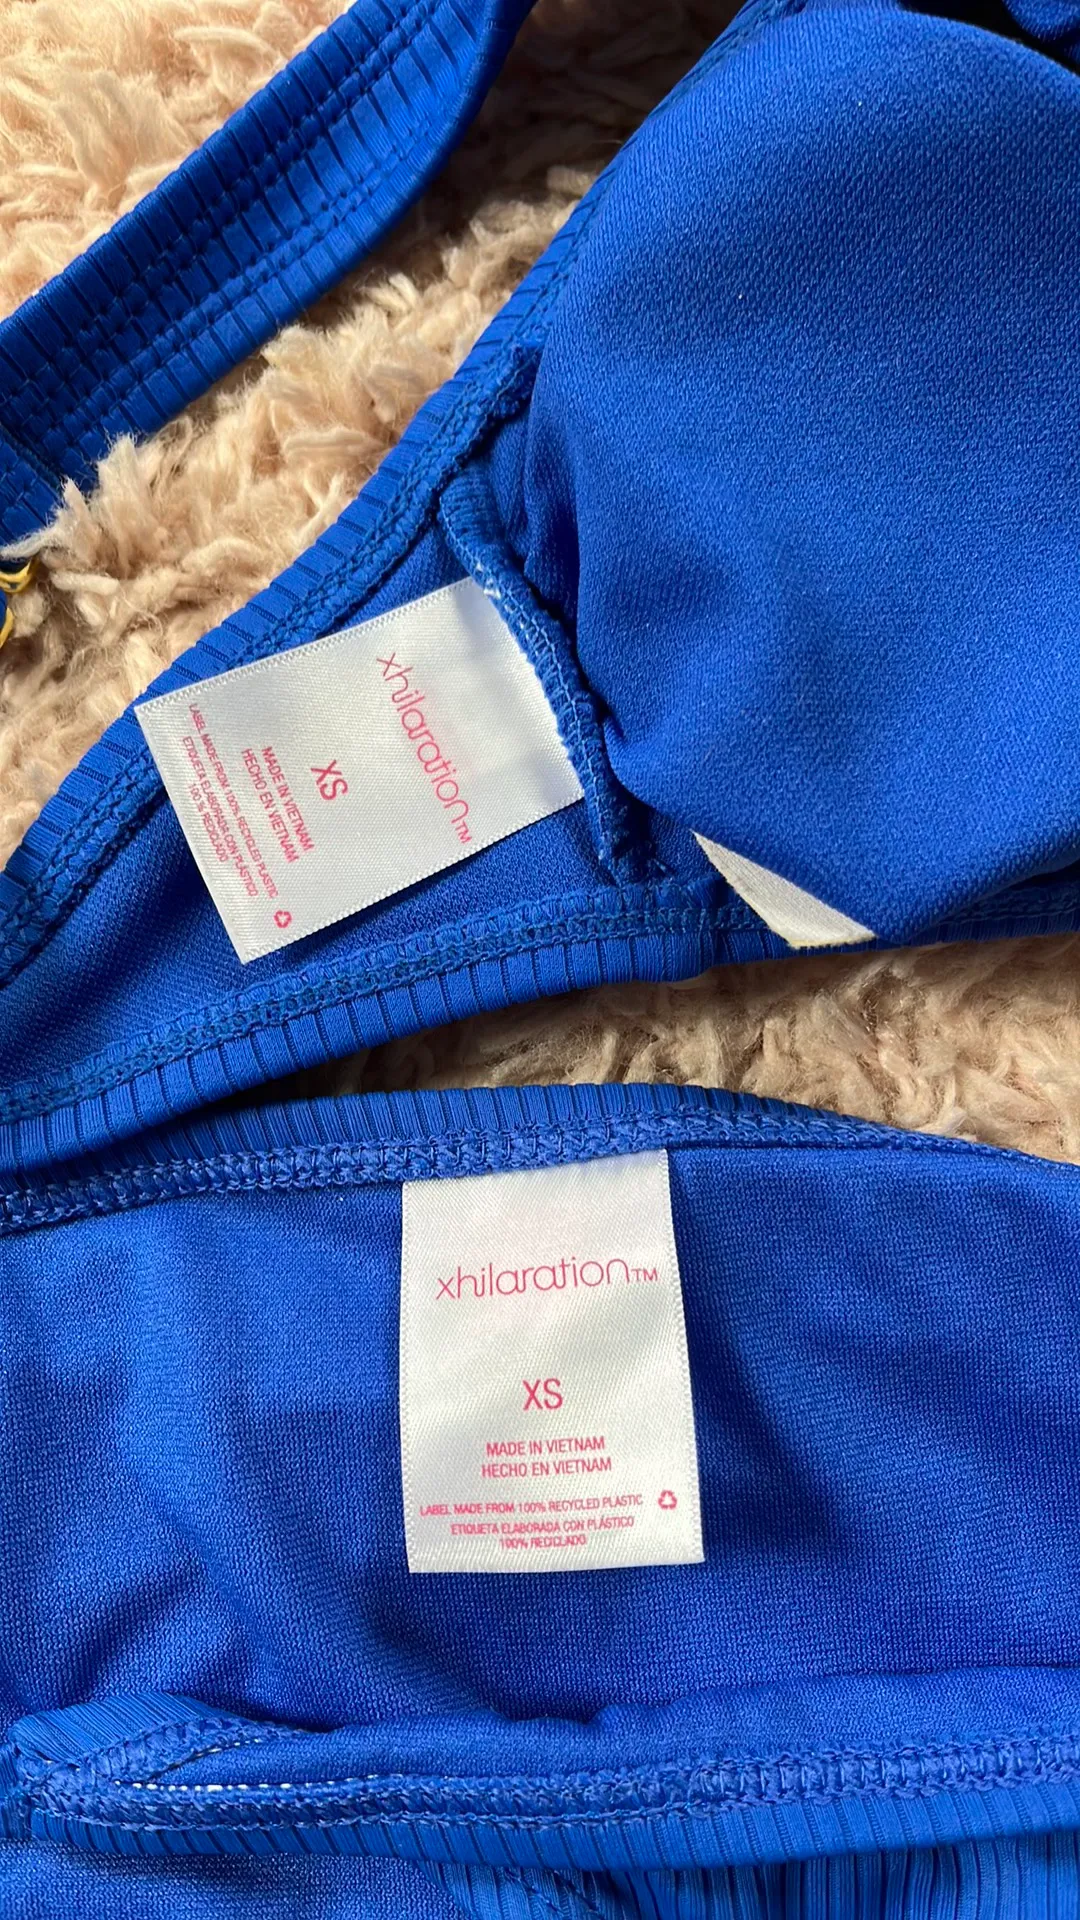 xhilaration™
XS
MADE IN VIETNAM
HECHO EN VIETNAM
LABEL MADE FROM 100% RECYCLED PLASTIC
ETIQUETA ELABORADA CON PLÁSTICO
100 % RECICLADO
xhilaration™
XS
MADE IN VIETNAM
HECHO EN VIETNAM
LABEL MADE FROM 100% RECYCLED PLASTIC
ETIQUETA ELABORADA CON PLÁSTICO
100% RECICLADO